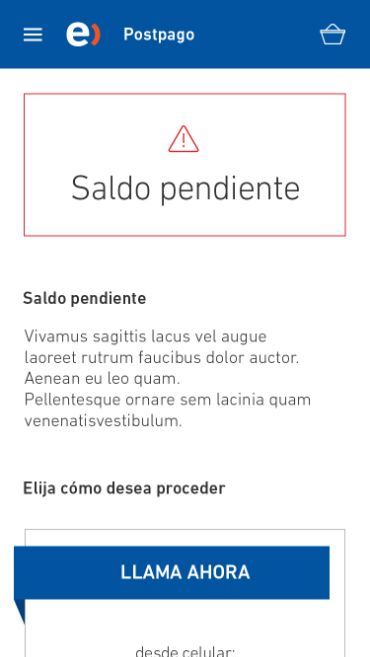 e) Postpago
Saldo pendiente
Saldo pendiente
Vivamus sagittis lacus vel augue
laoreet rutrum faucibus dolor auctor.
Aenean eu leo quam.
Pellentesque ornare sem lacinia quam
venenatisvestibulum.
Elija cómo desea proceder
LLAMA AHORA
desde celular: